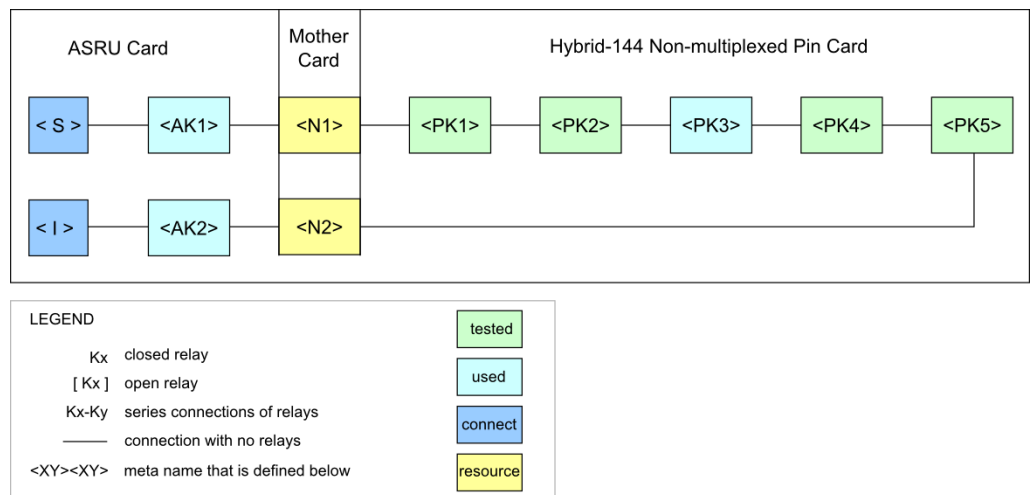 ASRU Card
Mother
Card
Hybrid-144 Non-multiplexed Pin Card
< S >
<AK1>
<N1>
<PK1>
<PK2>
<PK3>
<PK4>
<PK5>
< I >
<AK2>
<N2>
LEGEND
Kx closed relay
[ Kx ] open relay
Kx-Ky series connections of relays
connection with no relays
<XY><XY> meta name that is defined below
tested
used
connect
resource